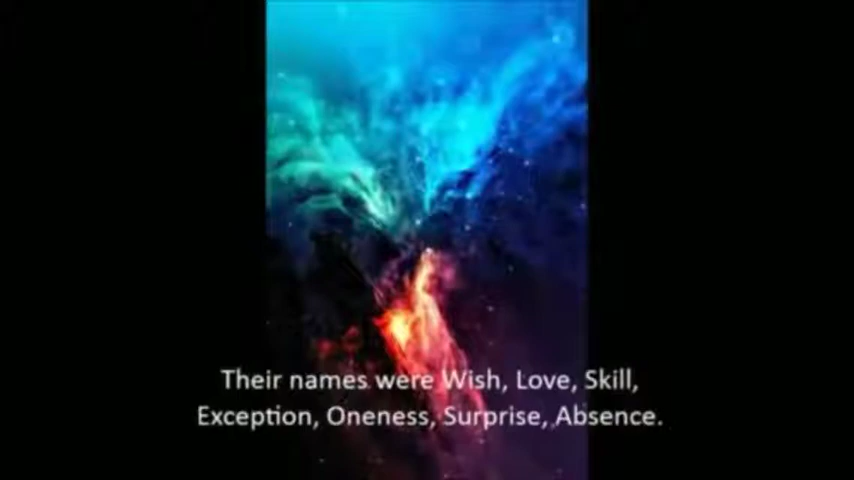 Their names were Wish, Love, Skill,
Exception, Oneness, Surprise, Absence.